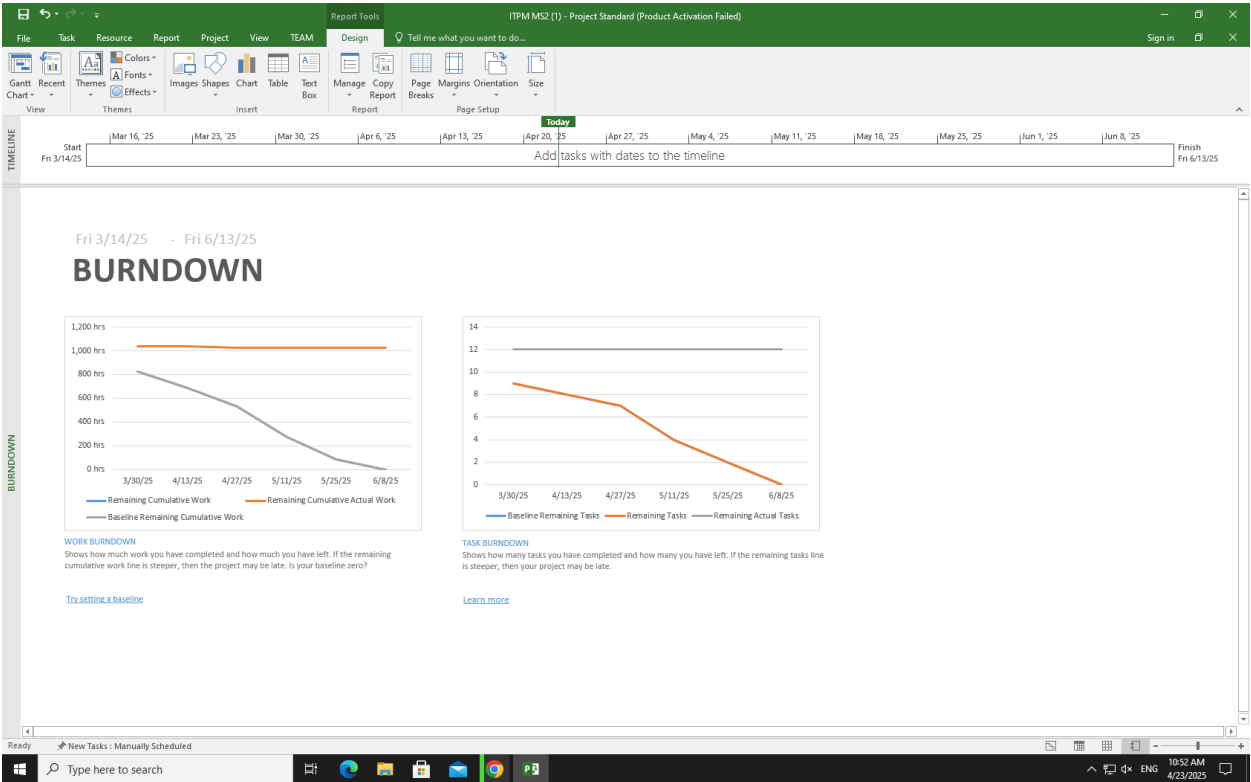 Report Tools
ITPM MS2 (1) - Project Standard (Product Activation Failed)
File Task Resource Report Project View TEAM Design Tell me what you want to do... Sign in
Gantt Chart Recent Themes Aa Colors Fonts Effects Images Shapes Chart Table Text Box Manage Copy Report Page Breaks Margins Orientation Size
View Themes Insert Report Page Setup
Today
Mar 16, '25 Mar 23, '25 Mar 30, '25 Apr 6, '25 Apr 13, '25 Apr 20, '25 Apr 27, '25 May 4, '25 May 11, '25 May 18, '25 May 25, '25 Jun 1, '25 Jun 8, '25
TIMELINE
Start
Fri 3/14/25
Add tasks with dates to the timeline
Finish
Fri 6/13/25
BURNDOWN
Fri 3/14/25 - Fri 6/13/25
BURNDOWN
1,200 hrs
1,000 hrs
800 hrs
600 hrs
400 hrs
200 hrs
0 hrs
3/30/25 4/13/25 4/27/25 5/11/25 5/25/25 6/8/25
Remaining Cumulative Work Remaining Cumulative Actual Work
Baseline Remaining Cumulative Work
WORK BURNDOWN
Shows how much work you have completed and how much you have left. If the remaining
cumulative work line is steeper, then the project may be late. Is your baseline zero?
Try setting a baseline
14
12
10
8
6
4
2
0
3/30/25 4/13/25 4/27/25 5/11/25 5/25/25 6/8/25
Baseline Remaining Tasks Remaining Tasks Remaining Actual Tasks
TASK BURNDOWN
Shows how many tasks you have completed and how many you have left. If the remaining tasks line
is steeper, then your project may be late.
Learn more
Ready New Tasks : Manually Scheduled
Type here to search
ENG
10:52 AM
4/23/2025